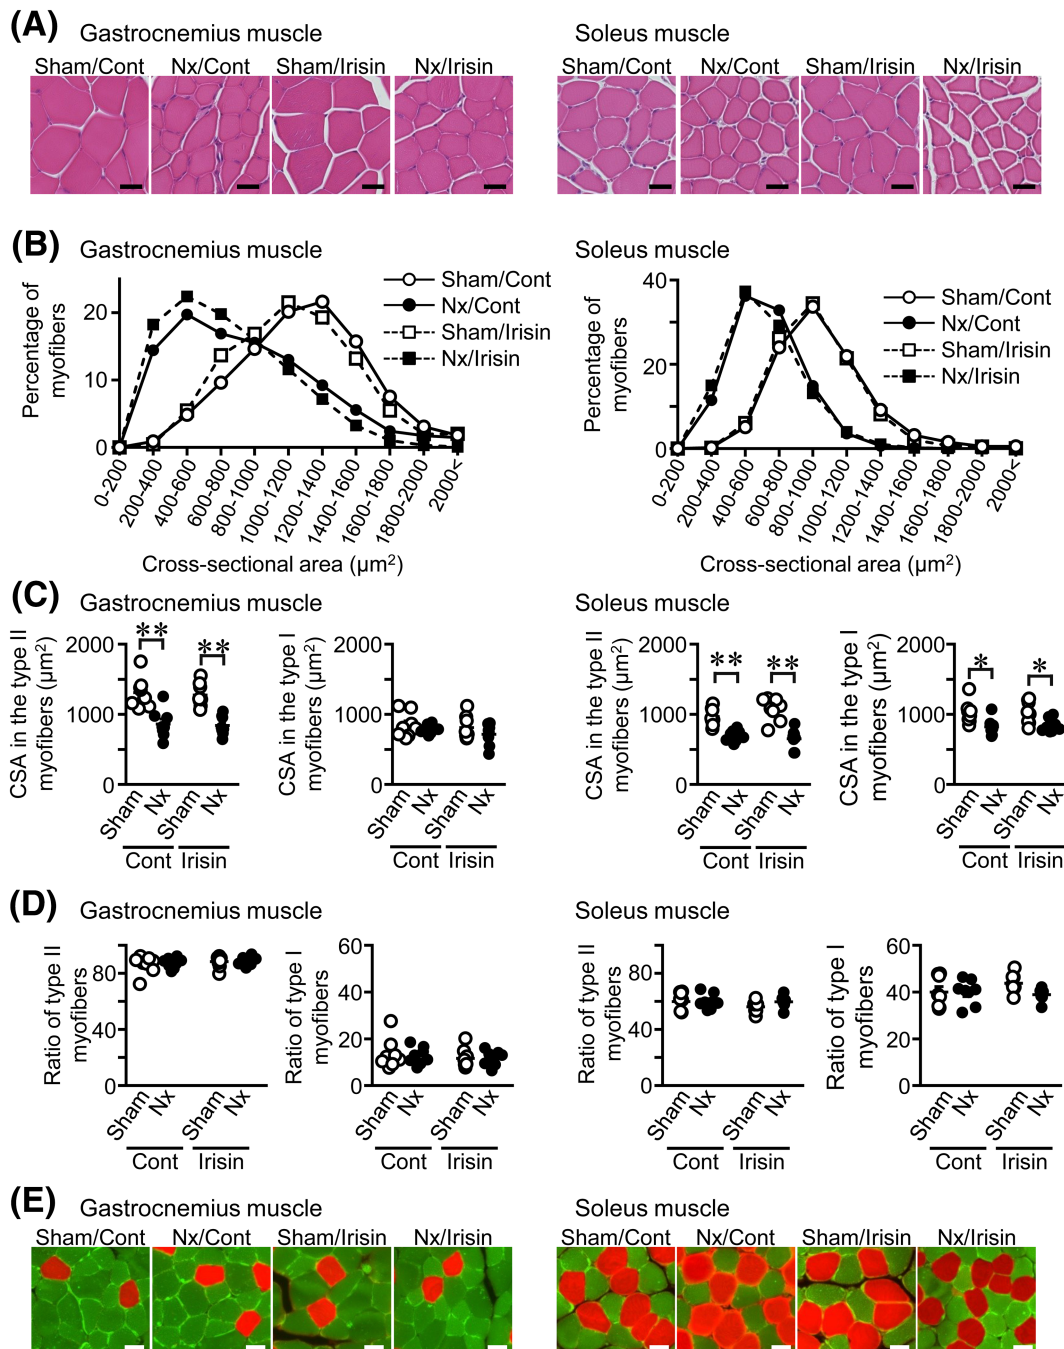 (A) Gastrocnemius muscle Soleus muscle
Sham/Cont Nx/Cont Sham/Irisin Nx/Irisin Sham/Cont Nx/Cont Sham/Irisin Nx/Irisin
(B) Gastrocnemius muscle Soleus muscle
Percentage of myofibers
20
10
0
Sham/Cont
Nx/Cont
Sham/Irisin
Nx/Irisin
0-200 200-400 400-600 600-800 800-1000 1000-1200 1200-1400 1400-1600 1600-1800 1800-2000 2000<
Cross-sectional area (µm²)
Percentage of myofibers
40
20
0
Sham/Cont
Nx/Cont
Sham/Irisin
Nx/Irisin
0-200 200-400 400-600 600-800 800-1000 1000-1200 1200-1400 1400-1600 1600-1800 1800-2000 2000<
Cross-sectional area (µm²)
(C) Gastrocnemius muscle Soleus muscle
CSA in the type II myofibers (µm²)
2000
1000
0
** **
Sham Nx Sham Nx
Cont Irisin
CSA in the type I myofibers (µm²)
2000
1000
0
Sham Nx Sham Nx
Cont Irisin
CSA in the type II myofibers (µm²)
2000
1000
0
** **
Sham Nx Sham Nx
Cont Irisin
CSA in the type I myofibers (µm²)
2000
1000
0
* *
Sham Nx Sham Nx
Cont Irisin
(D) Gastrocnemius muscle Soleus muscle
Ratio of type II myofibers
80
40
0
Sham Nx Sham Nx
Cont Irisin
Ratio of type I myofibers
60
40
20
0
Sham Nx Sham Nx
Cont Irisin
Ratio of type II myofibers
80
40
0
Sham Nx Sham Nx
Cont Irisin
Ratio of type I myofibers
60
40
20
0
Sham Nx Sham Nx
Cont Irisin
(E) Gastrocnemius muscle Soleus muscle
Sham/Cont Nx/Cont Sham/Irisin Nx/Irisin Sham/Cont Nx/Cont Sham/Irisin Nx/Irisin